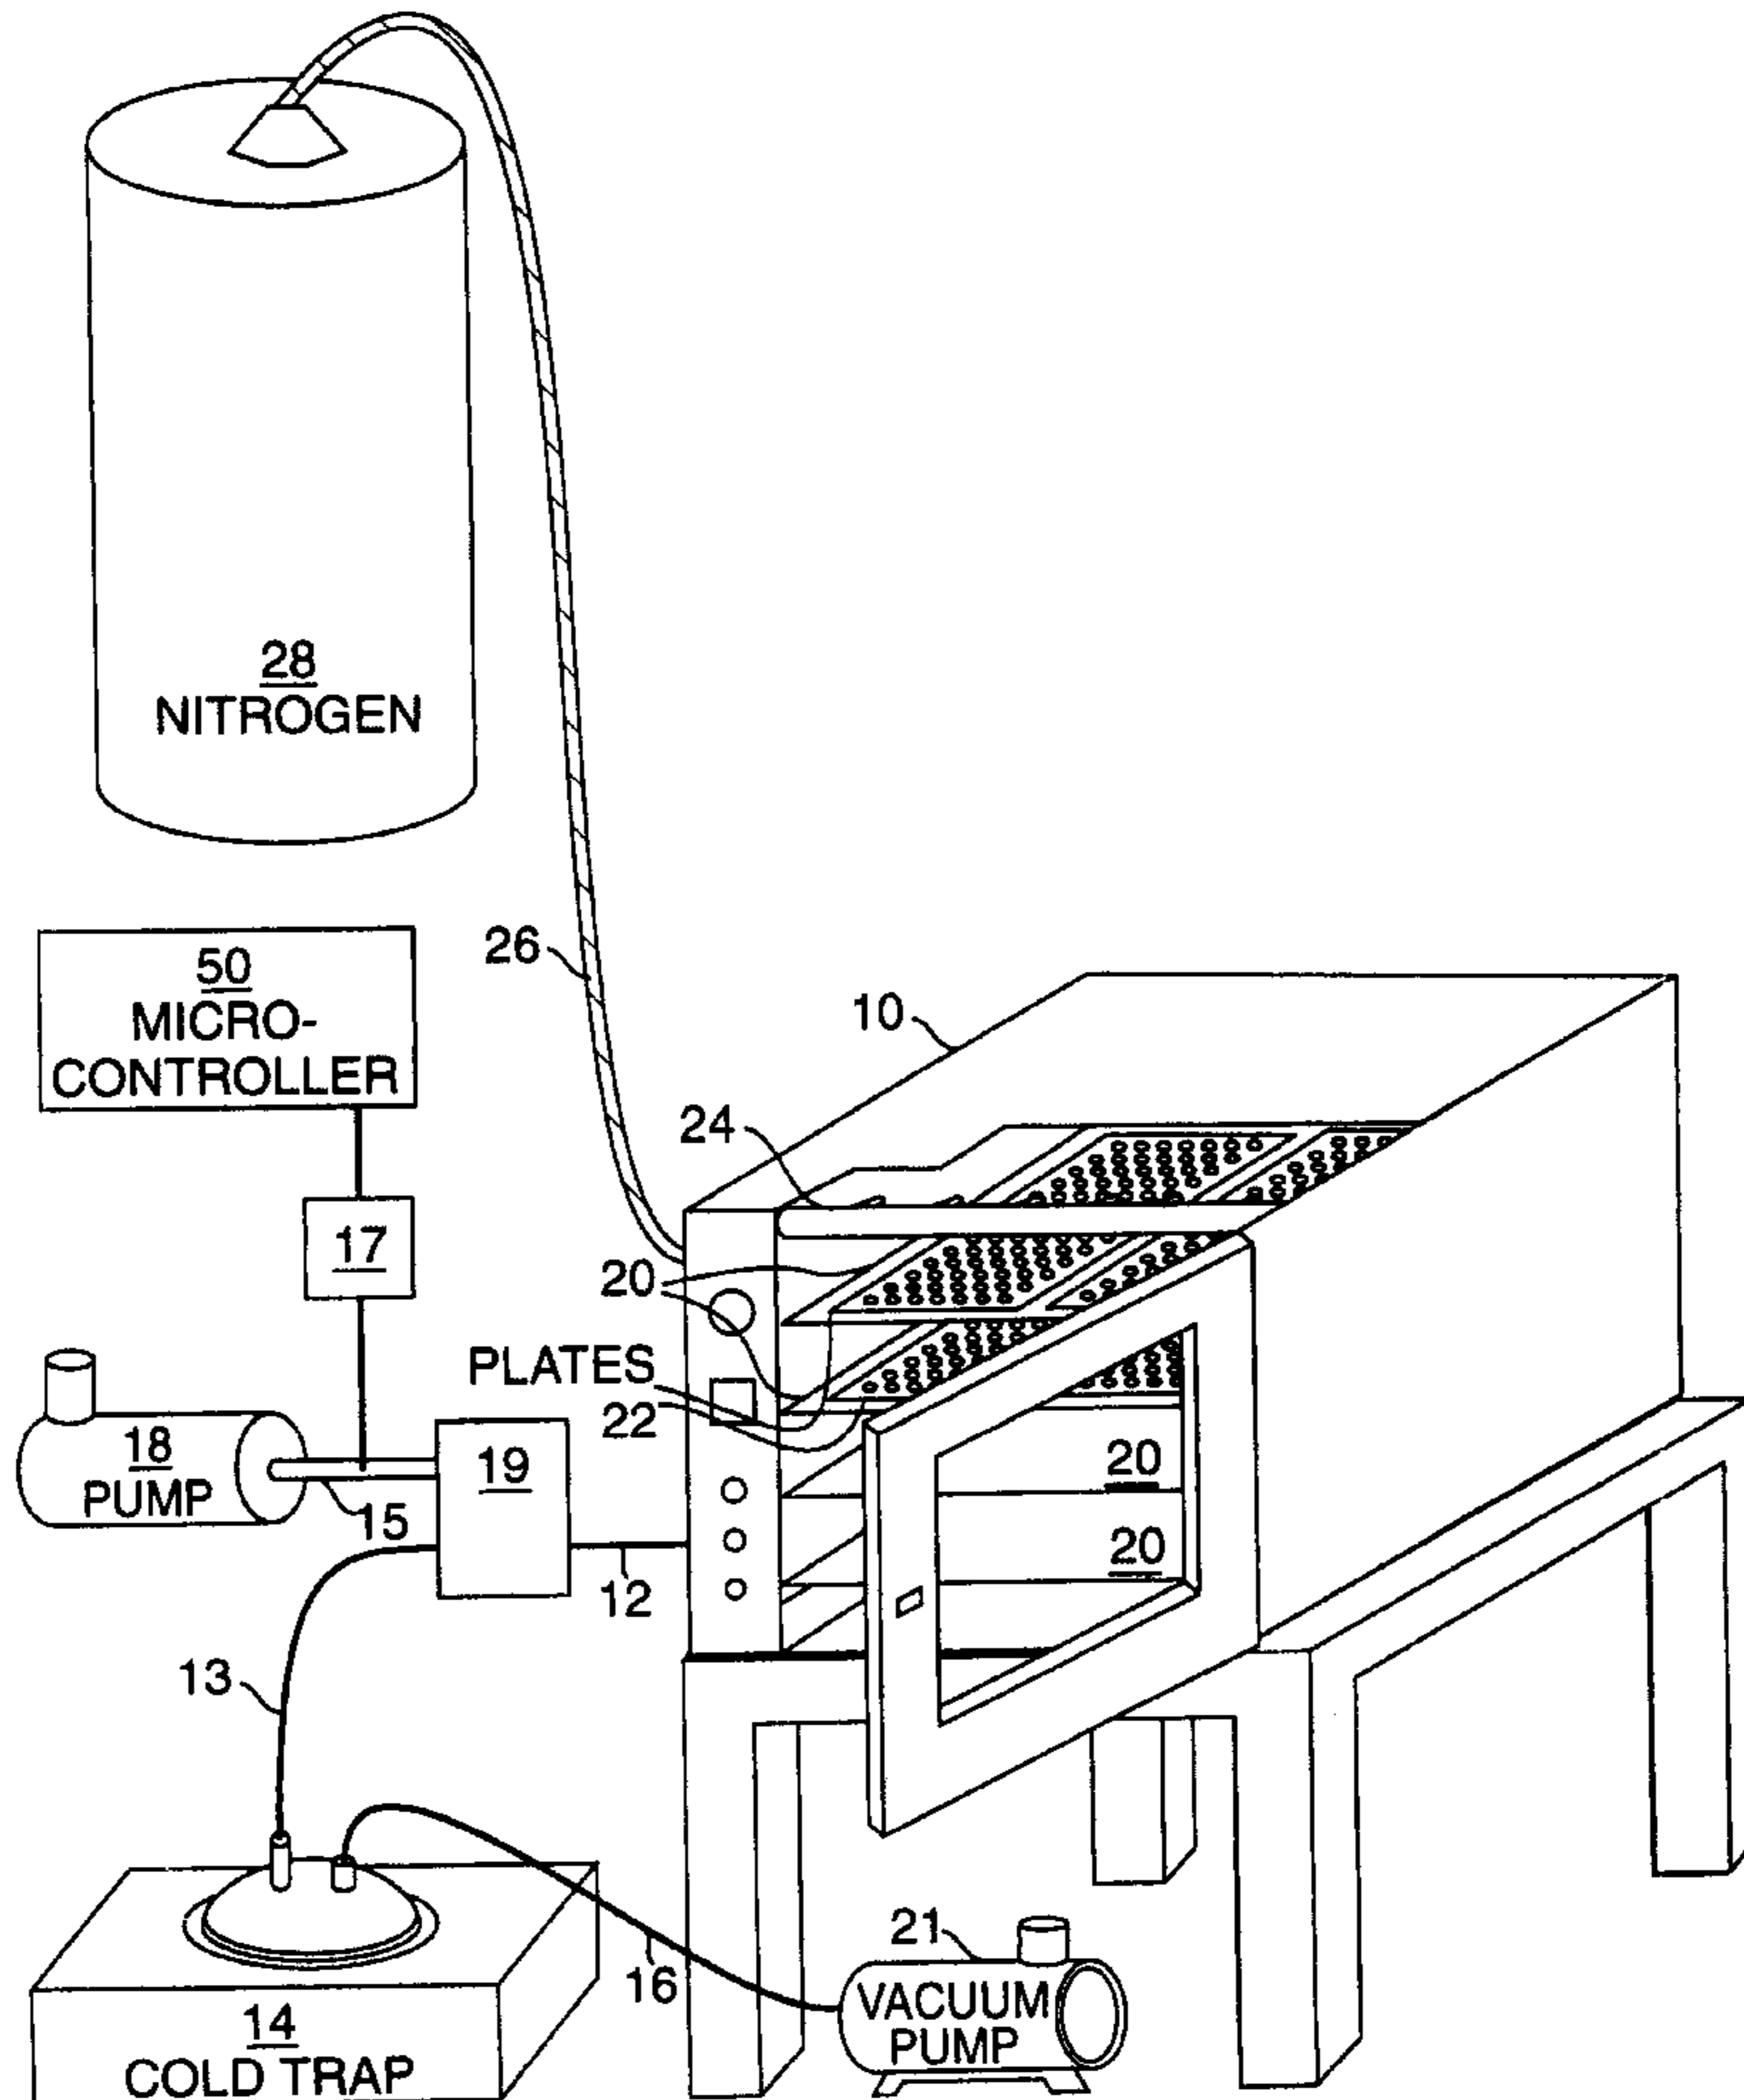 28
NITROGEN
26
50
MICRO-
CONTROLLER
10
24
17
20
PLATES
22
18
PUMP
15
19
20
20
12
13
16
21
VACUUM
PUMP
14
COLD TRAP